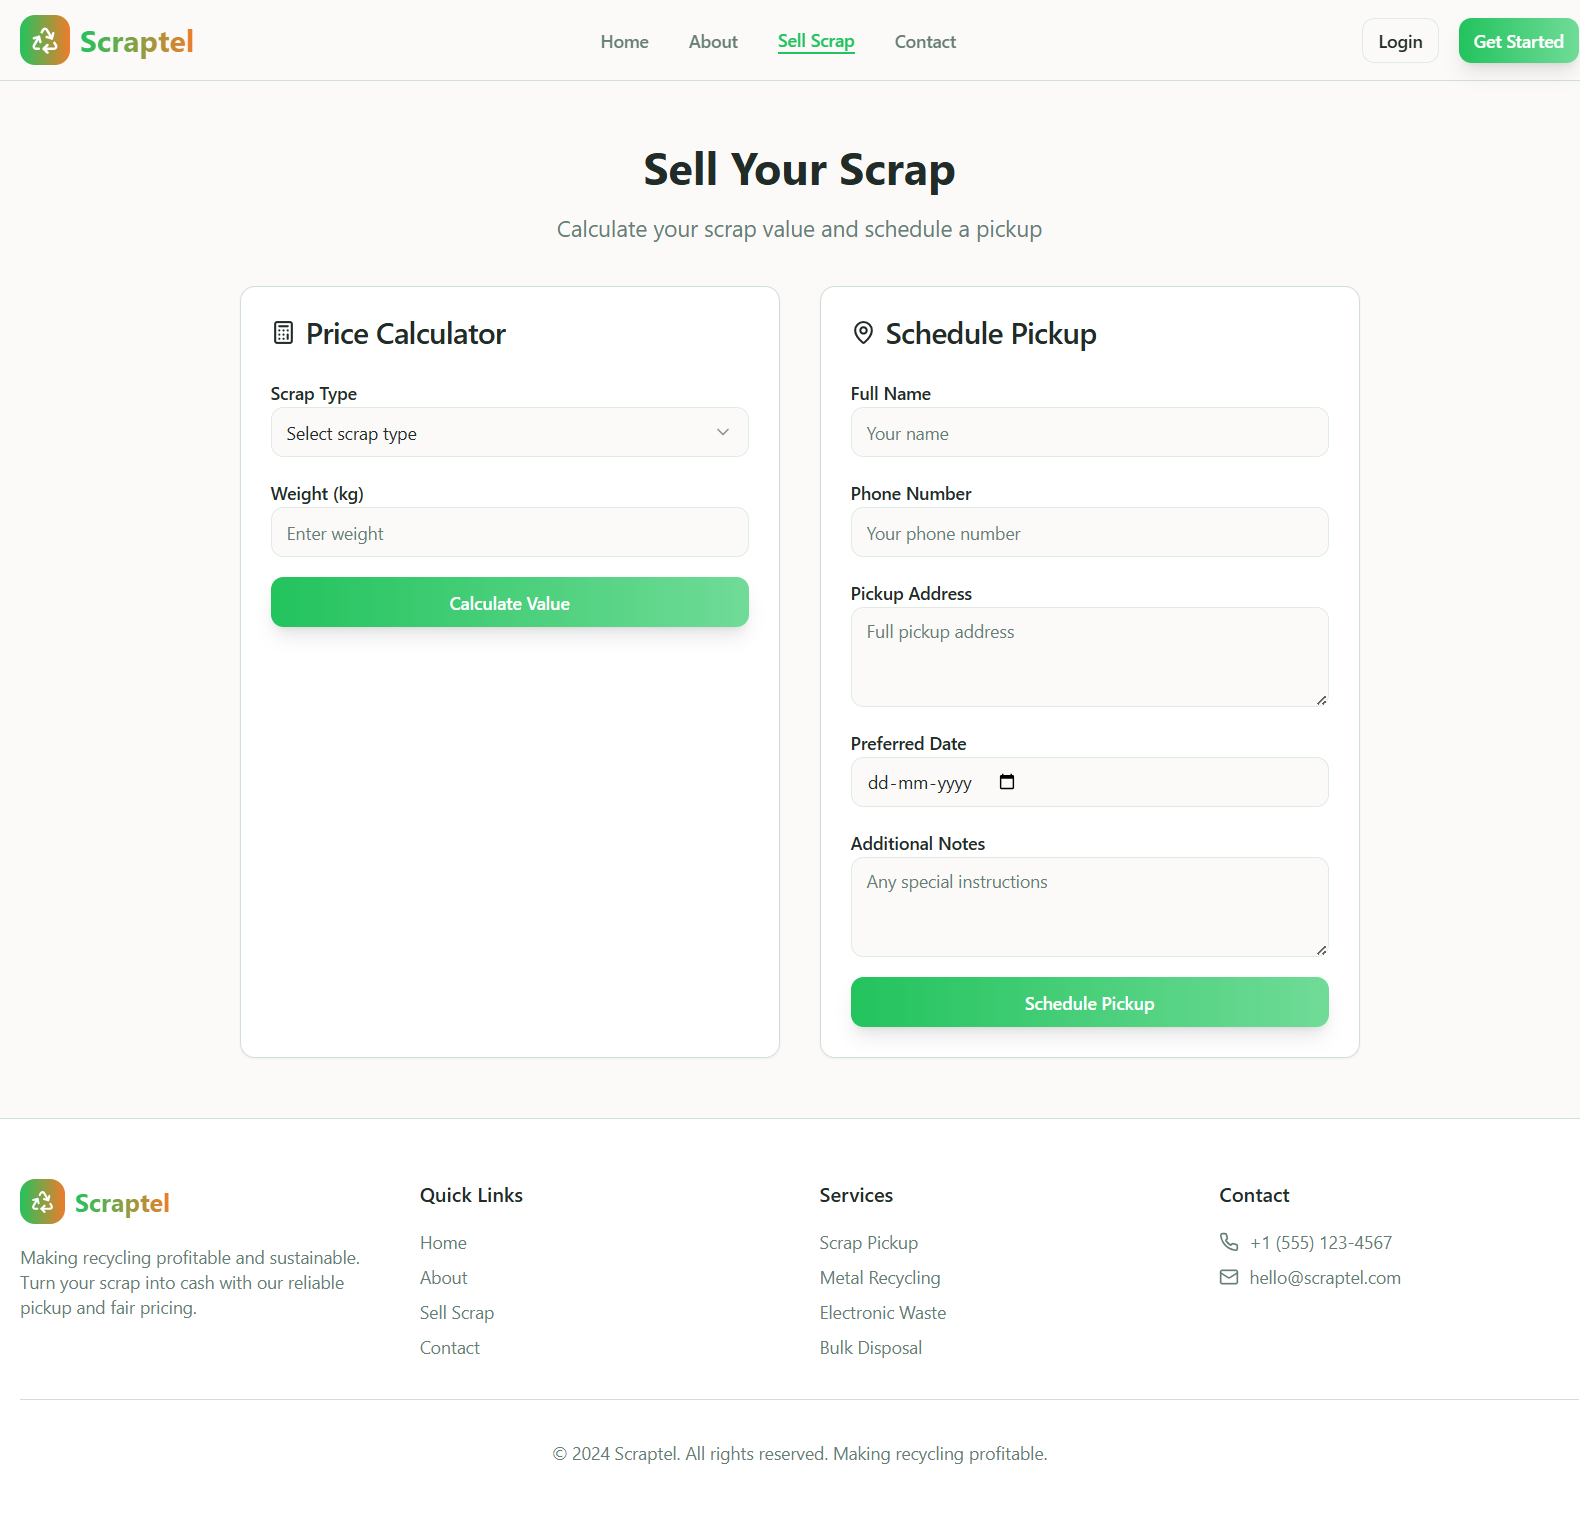 Scraptel
Home
About
Sell Scrap
Contact
Login
Get Started
Sell Your Scrap
Calculate your scrap value and schedule a pickup
Price Calculator
Scrap Type
Select scrap type
Weight (kg)
Enter weight
Calculate Value
Schedule Pickup
Full Name
Your name
Phone Number
Your phone number
Pickup Address
Full pickup address
Preferred Date
dd-mm-yyyy
Additional Notes
Any special instructions
Schedule Pickup
Scraptel
Making recycling profitable and sustainable.
Turn your scrap into cash with our reliable
pickup and fair pricing.
Quick Links
Home
About
Sell Scrap
Contact
Services
Scrap Pickup
Metal Recycling
Electronic Waste
Bulk Disposal
Contact
+1 (555) 123-4567
hello@scraptel.com
© 2024 Scraptel. All rights reserved. Making recycling profitable.